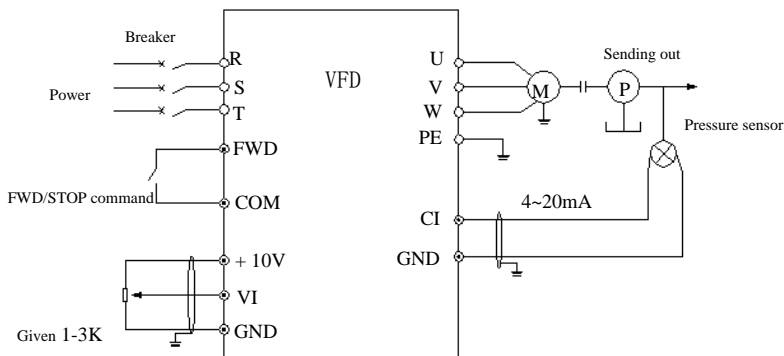 Breaker
R
S
T
Power
VFD
U
V
W
PE
M
P
Sending out
Pressure sensor
FWD
FWD/STOP command
COM
CI
4~20mA
GND
+ 10V
VI
Given 1-3K
GND